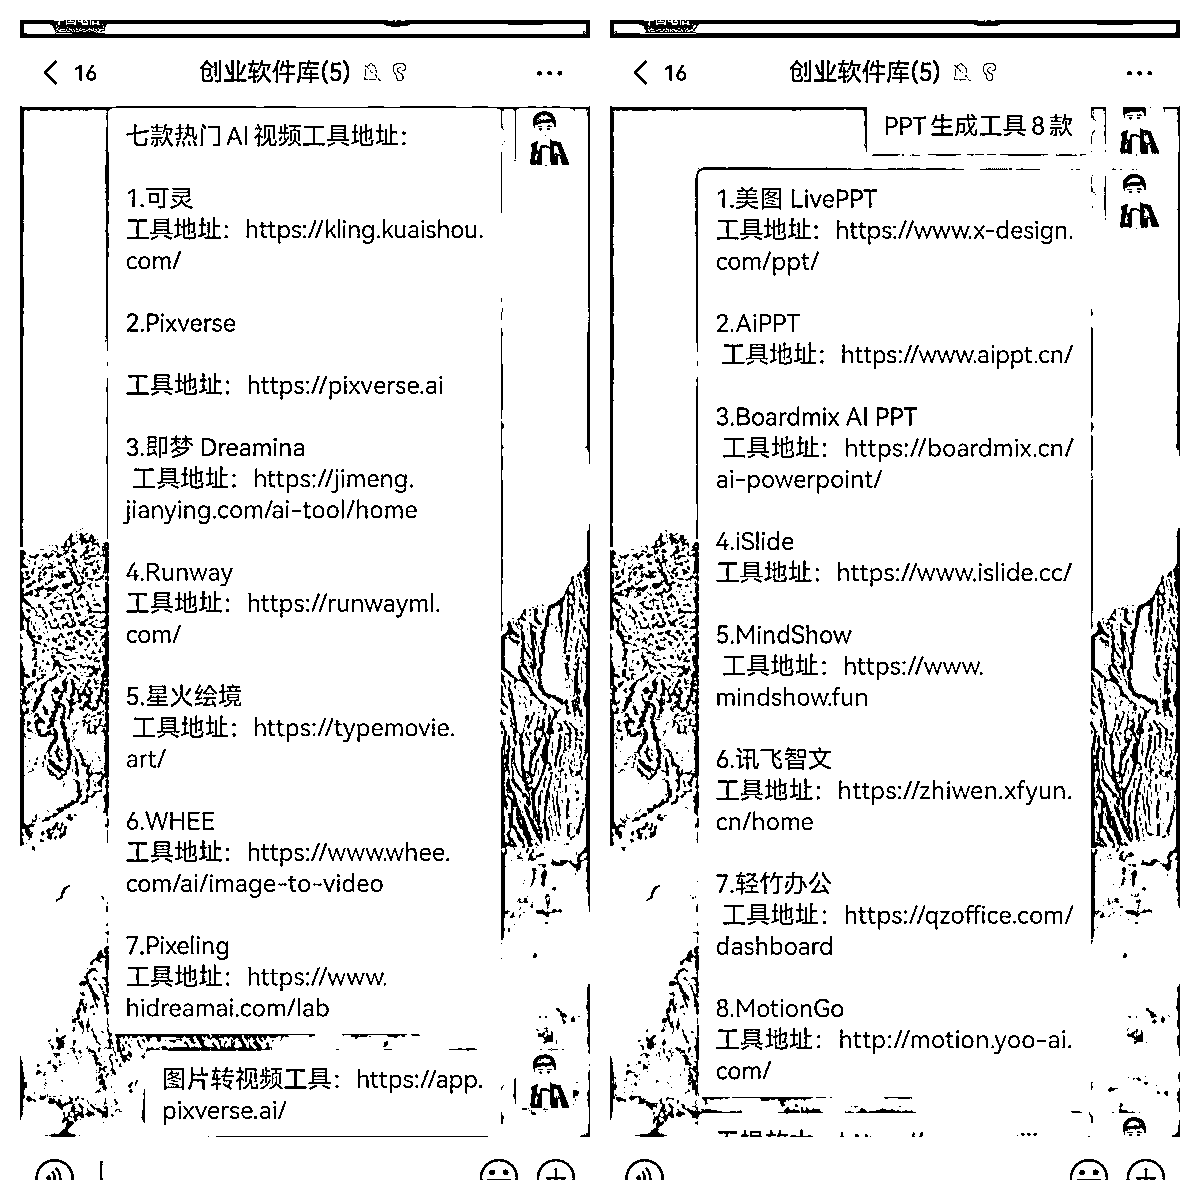 16 创业软件库(5)
七款热门 AI 视频工具地址：
1.可灵
工具地址：https://kling.kuaishou.
com/
2.Pixverse
工具地址：https://pixverse.ai
3.即梦 Dreamina
工具地址：https://jimeng.
jianying.com/ai-tool/home
4.Runway
工具地址：https://runwayml.
com/
5.星火绘境
工具地址：https://typemovie.
art/
6.WHEE
工具地址：https://www.whee.
com/ai/image-to-video
7.Pixeling
工具地址：https://www.
hidreamai.com/lab
图片转视频工具：https://app.
pixverse.ai/
16 创业软件库(5)
PPT 生成工具 8 款
1.美图 LivePPT
工具地址：https://www.x-design.
com/ppt/
2.AiPPT
工具地址：https://www.aippt.cn/
3.Boardmix AI PPT
工具地址：https://boardmix.cn/
ai-powerpoint/
4.iSlide
工具地址：https://www.islide.cc/
5.MindShow
工具地址：https://www.
mindshow.fun
6.讯飞智文
工具地址：https://zhiwen.xfyun.
cn/home
7.轻竹办公
工具地址：https://qzoffice.com/
dashboard
8.MotionGo
工具地址：http://motion.yoo-ai.
com/